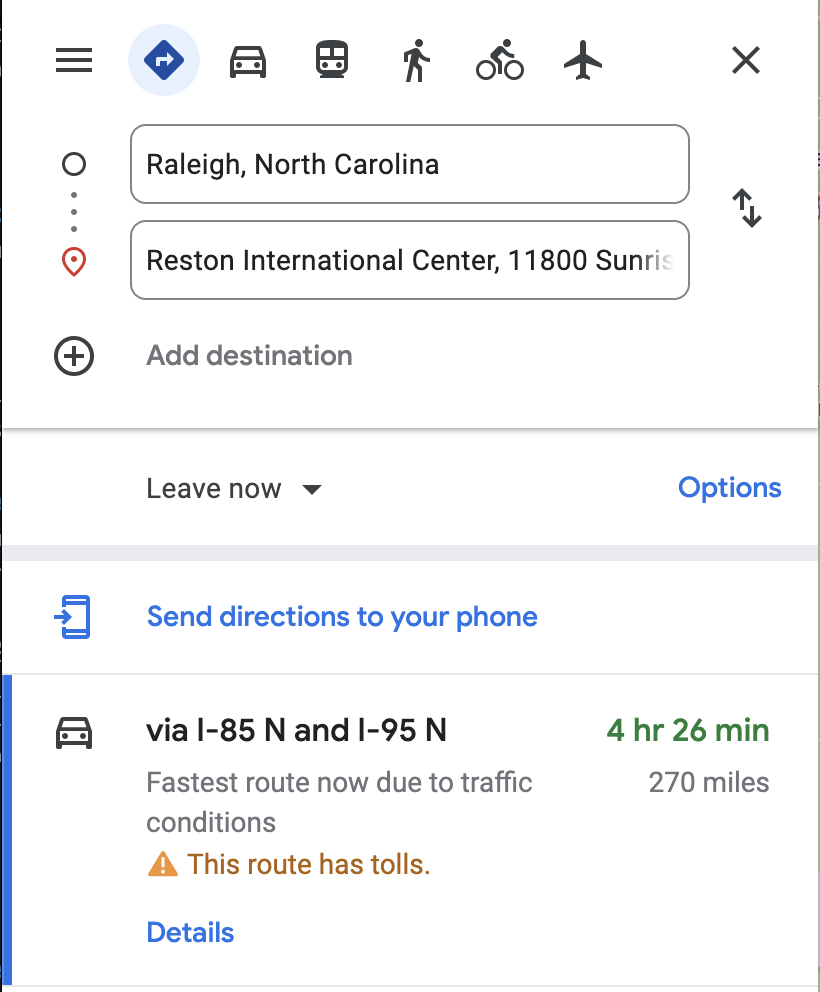 Raleigh, North Carolina
Reston International Center, 11800 Sunris
Add destination
Leave now
Options
Send directions to your phone
via I-85 N and I-95 N
4 hr 26 min
Fastest route now due to traffic
270 miles
conditions
This route has tolls.
Details